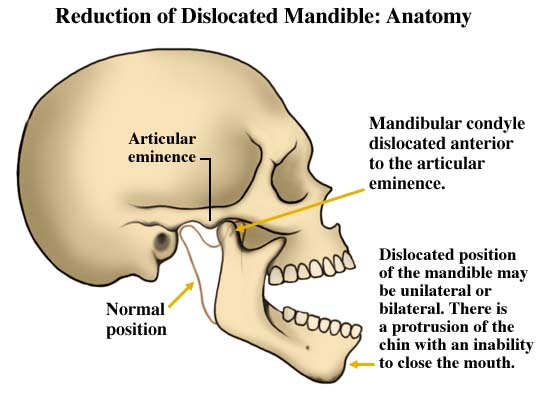 Reduction of Dislocated Mandible: Anatomy
Articular
eminence
Mandibular condyle
dislocated anterior
to the articular
eminence.
Normal
position
Dislocated position
of the mandible may
be unilateral or
bilateral. There is
a protrusion of the
chin with an inability
to close the mouth.